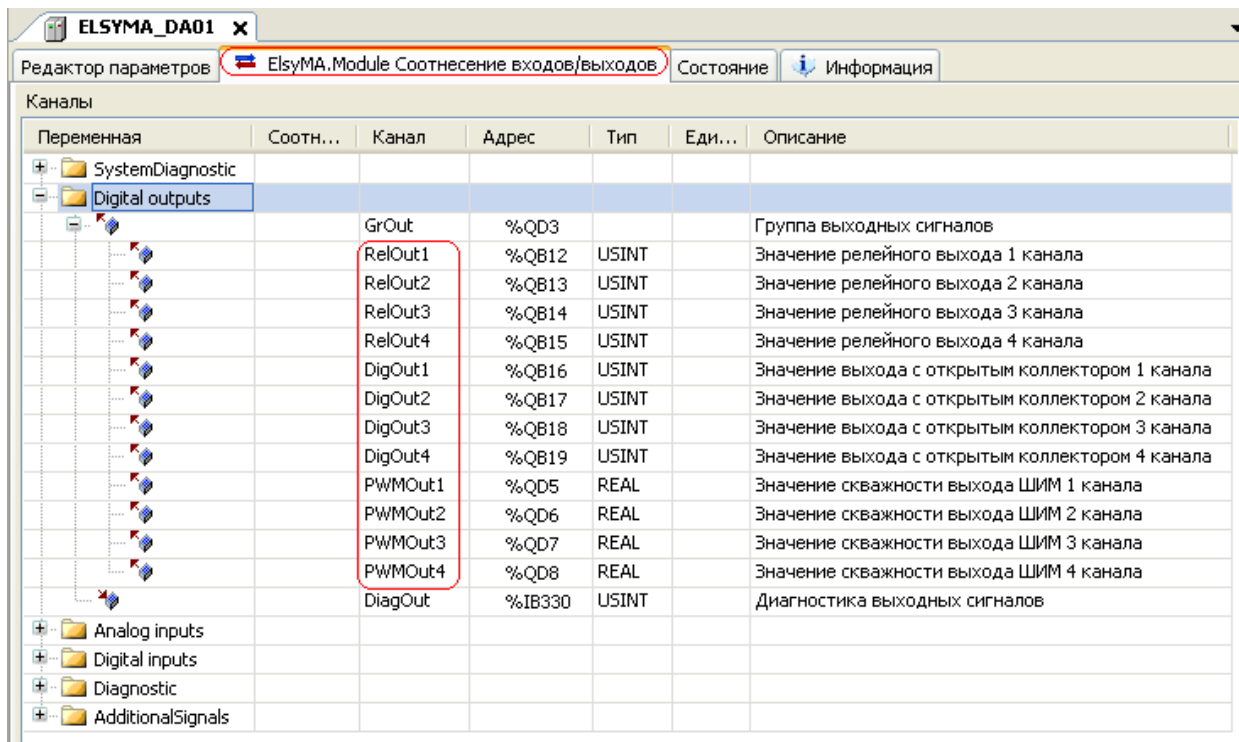 ELSYMA_DA01 x
Редактор параметров ElsyMA.Module Соотнесение входов/выходов Состояние Информация
Каналы
Переменная Соотн... Канал Адрес Тип Еди... Описание
SystemDiagnostic
Digital outputs
GrOut %QD3 Группа выходных сигналов
RelOut1 %QB12 USINT Значение релейного выхода 1 канала
RelOut2 %QB13 USINT Значение релейного выхода 2 канала
RelOut3 %QB14 USINT Значение релейного выхода 3 канала
RelOut4 %QB15 USINT Значение релейного выхода 4 канала
DigOut1 %QB16 USINT Значение выхода с открытым коллектором 1 канала
DigOut2 %QB17 USINT Значение выхода с открытым коллектором 2 канала
DigOut3 %QB18 USINT Значение выхода с открытым коллектором 3 канала
DigOut4 %QB19 USINT Значение выхода с открытым коллектором 4 канала
PWMOut1 %QD5 REAL Значение скважности выхода ШИМ 1 канала
PWMOut2 %QD6 REAL Значение скважности выхода ШИМ 2 канала
PWMOut3 %QD7 REAL Значение скважности выхода ШИМ 3 канала
PWMOut4 %QD8 REAL Значение скважности выхода ШИМ 4 канала
DiagOut %IB330 USINT Диагностика выходных сигналов
Analog inputs
Digital inputs
Diagnostic
AdditionalSignals